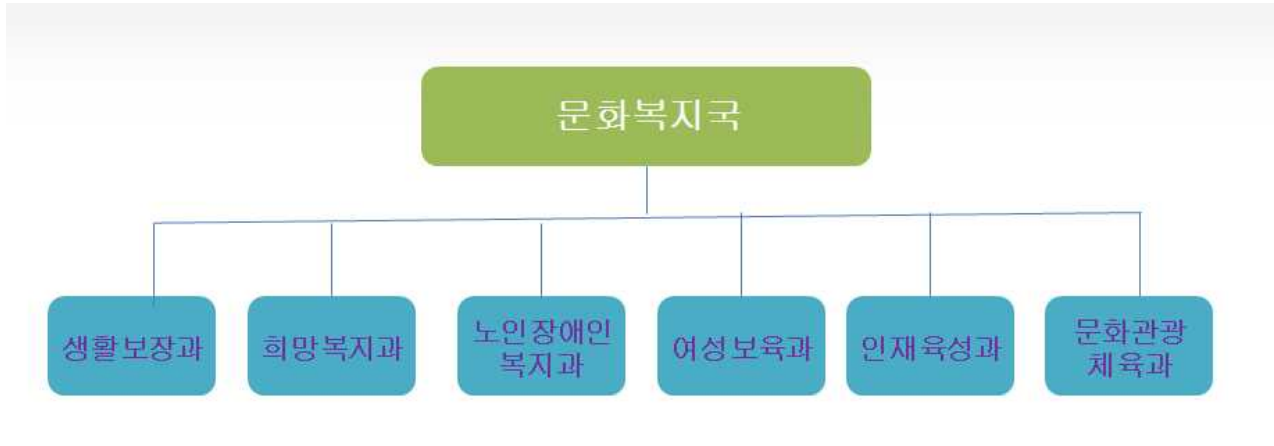 문화복지국
생활보장과
희망복지과
노인장애인
복지과
여성보육과
인재육성과
문화관광
체육과